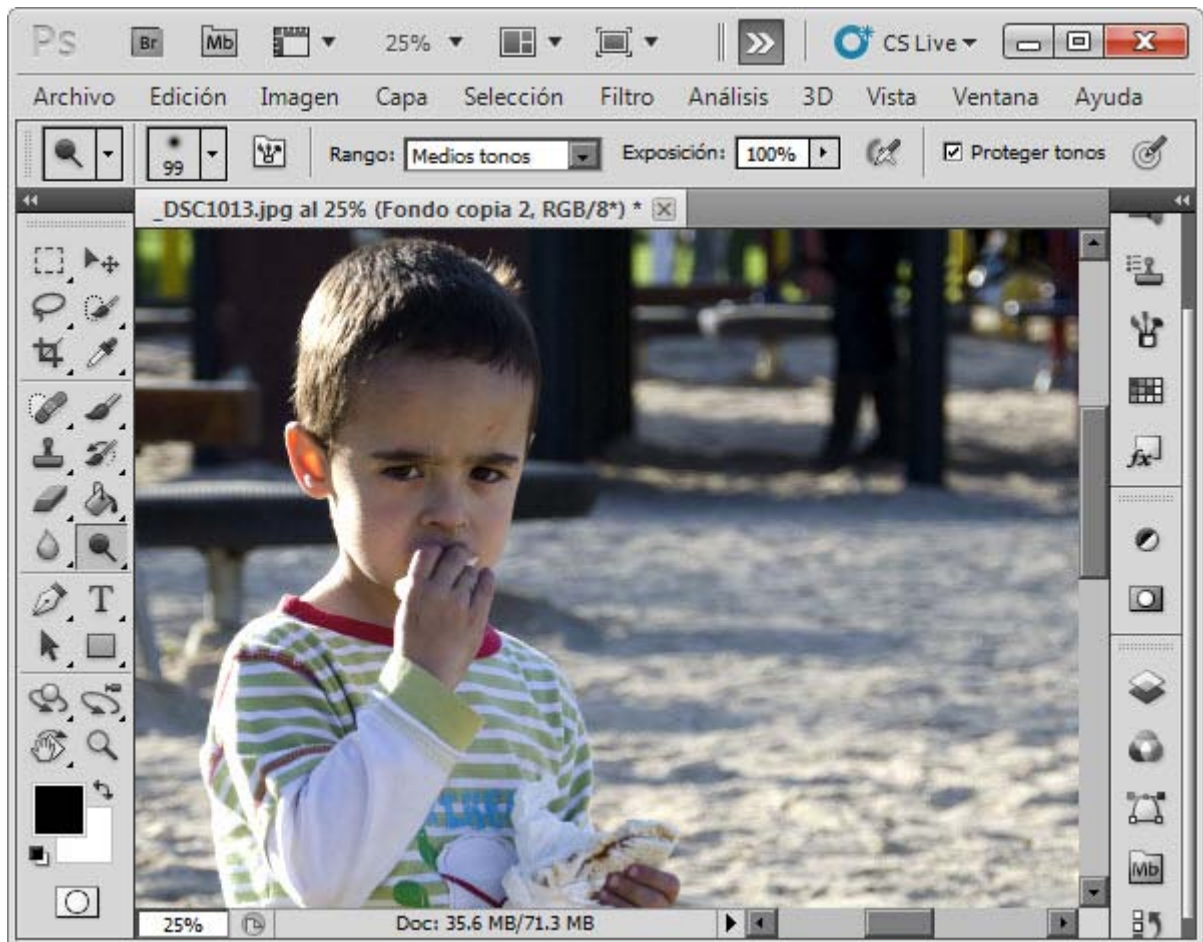 Ps Br Mb 25% CS Live
Archivo Edición Imagen Capa Selección Filtro Análisis 3D Vista Ventana Ayuda
99 Rango: Medios tonos Exposición: 100% Proteger tonos
_DSC1013.jpg al 25% (Fondo copia 2, RGB/8*) *
fx
T
Mb
25% Doc: 35.6 MB/71.3 MB